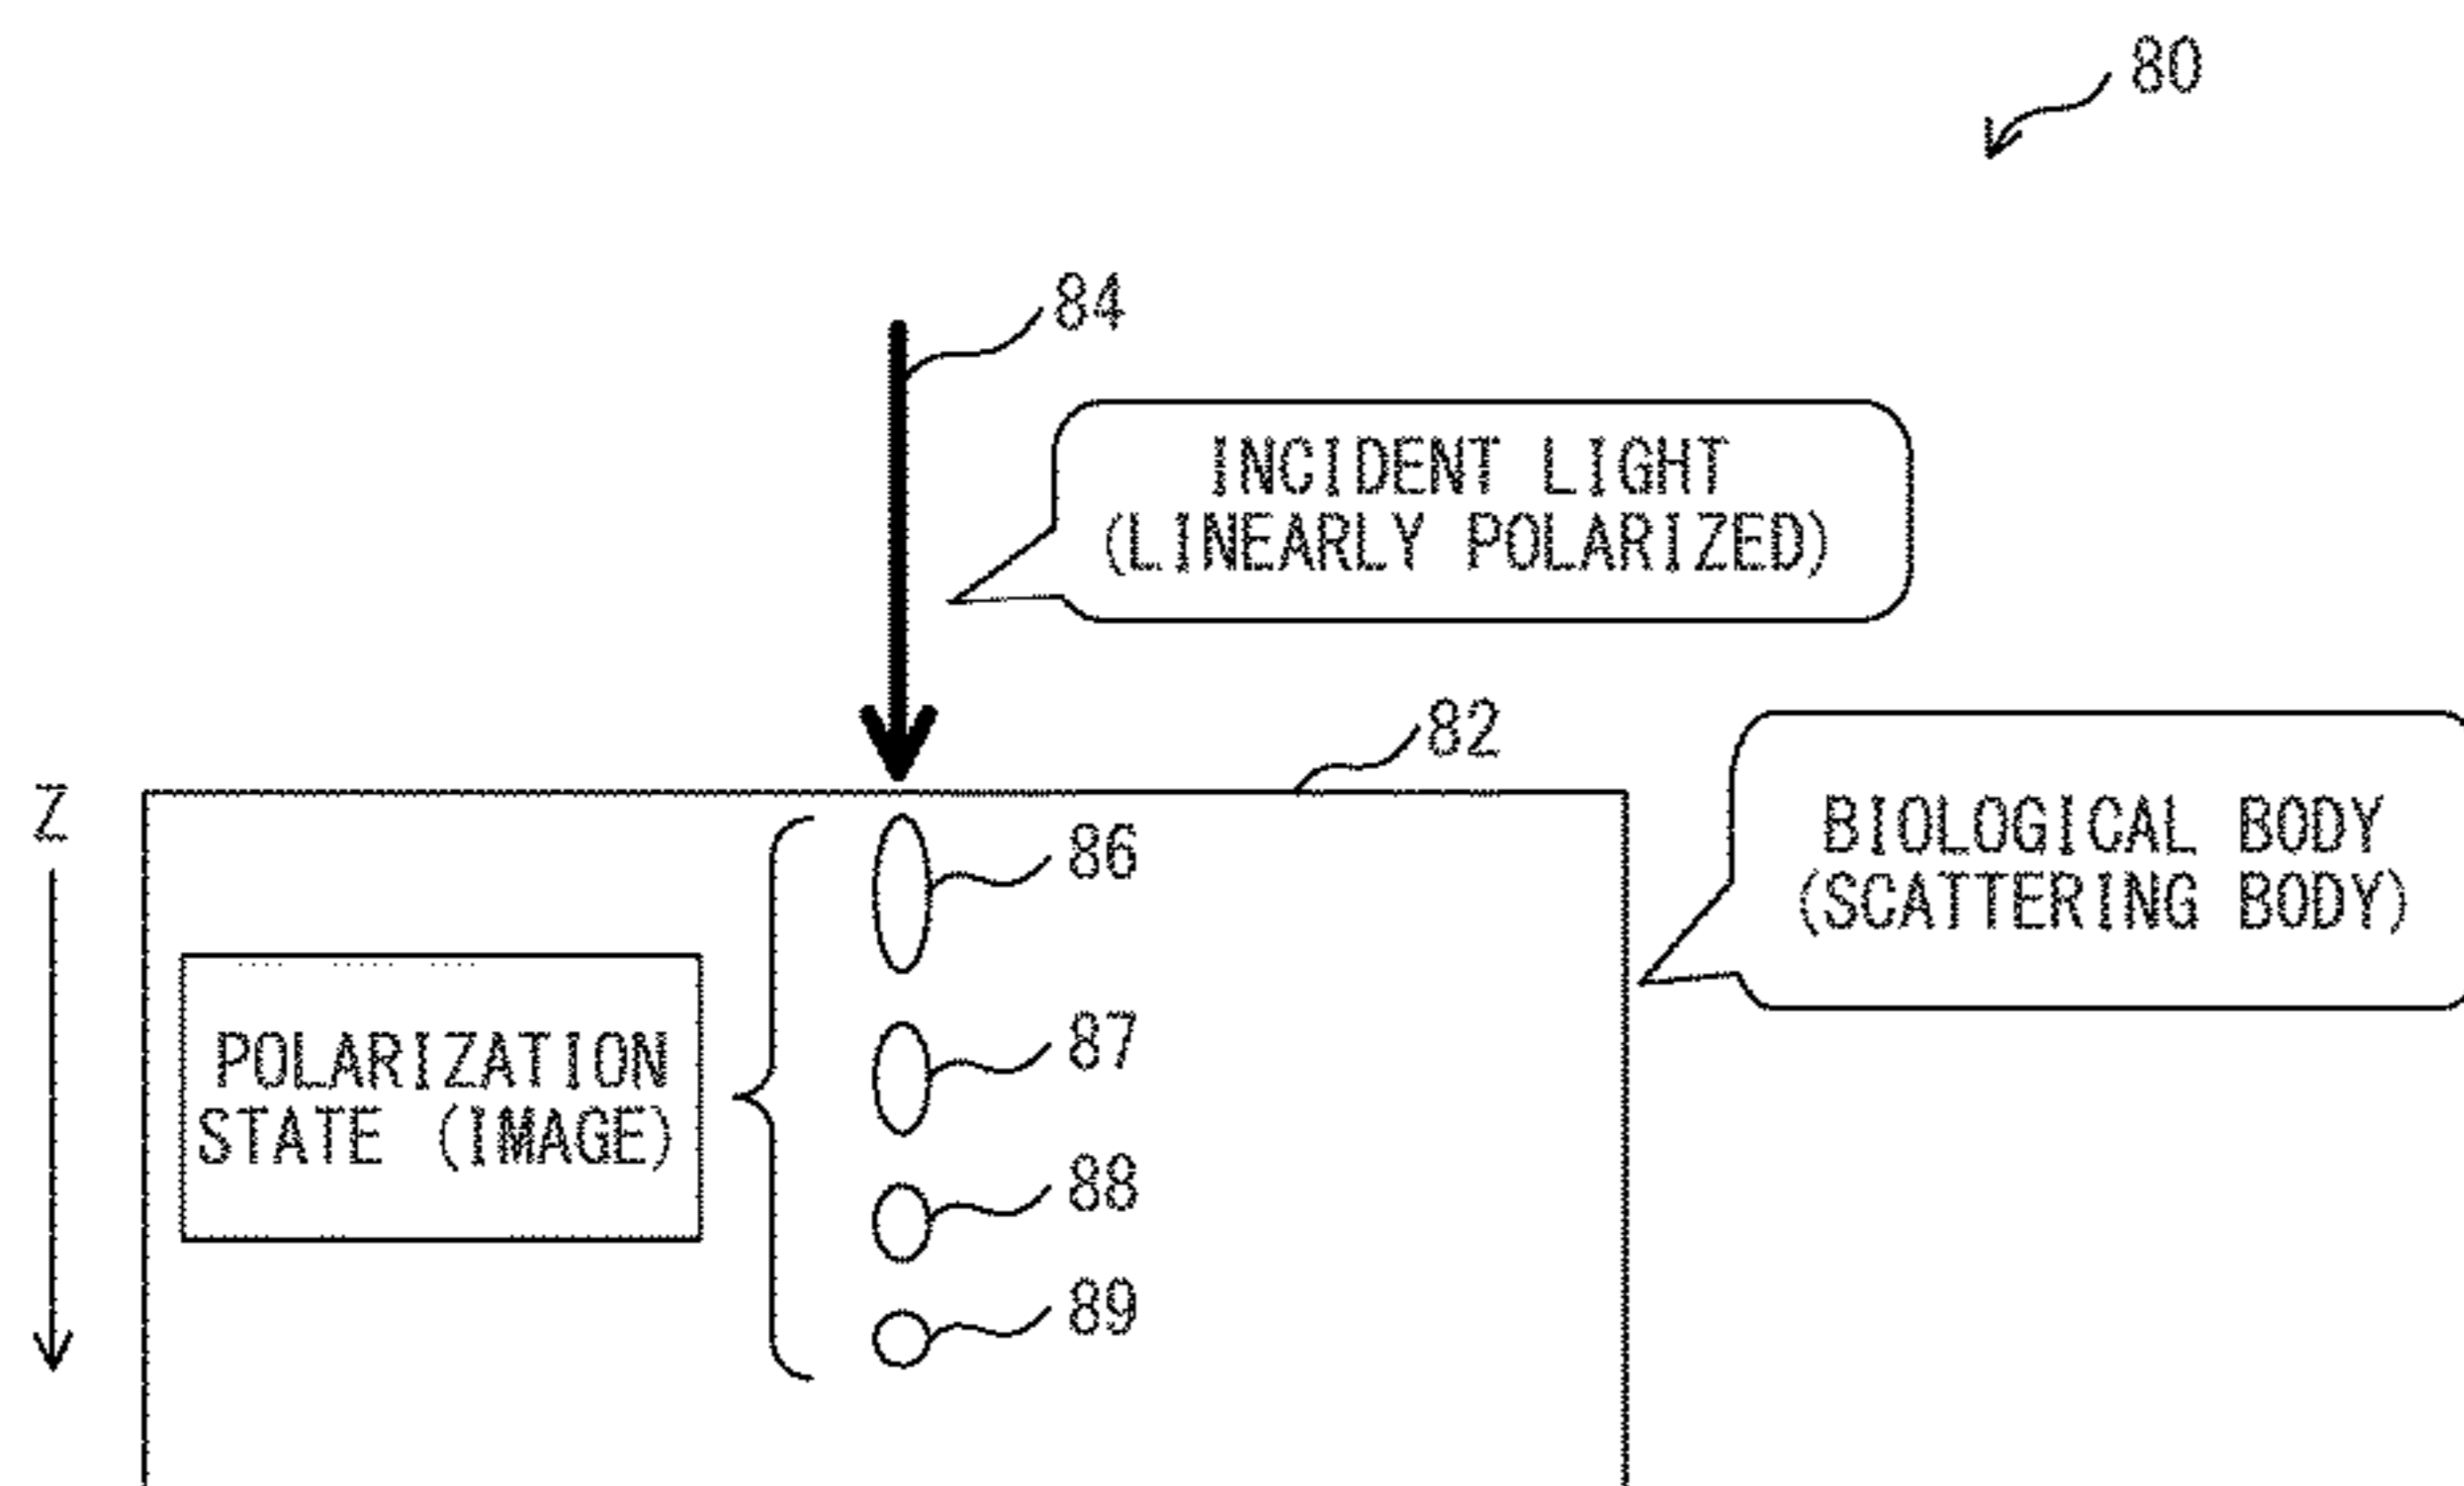 80
84
INCIDENT LIGHT
(LINEARLY POLARIZED)
82
Z
BIOLOGICAL BODY
(SCATTERING BODY)
86
87
POLARIZATION
STATE (IMAGE)
88
89